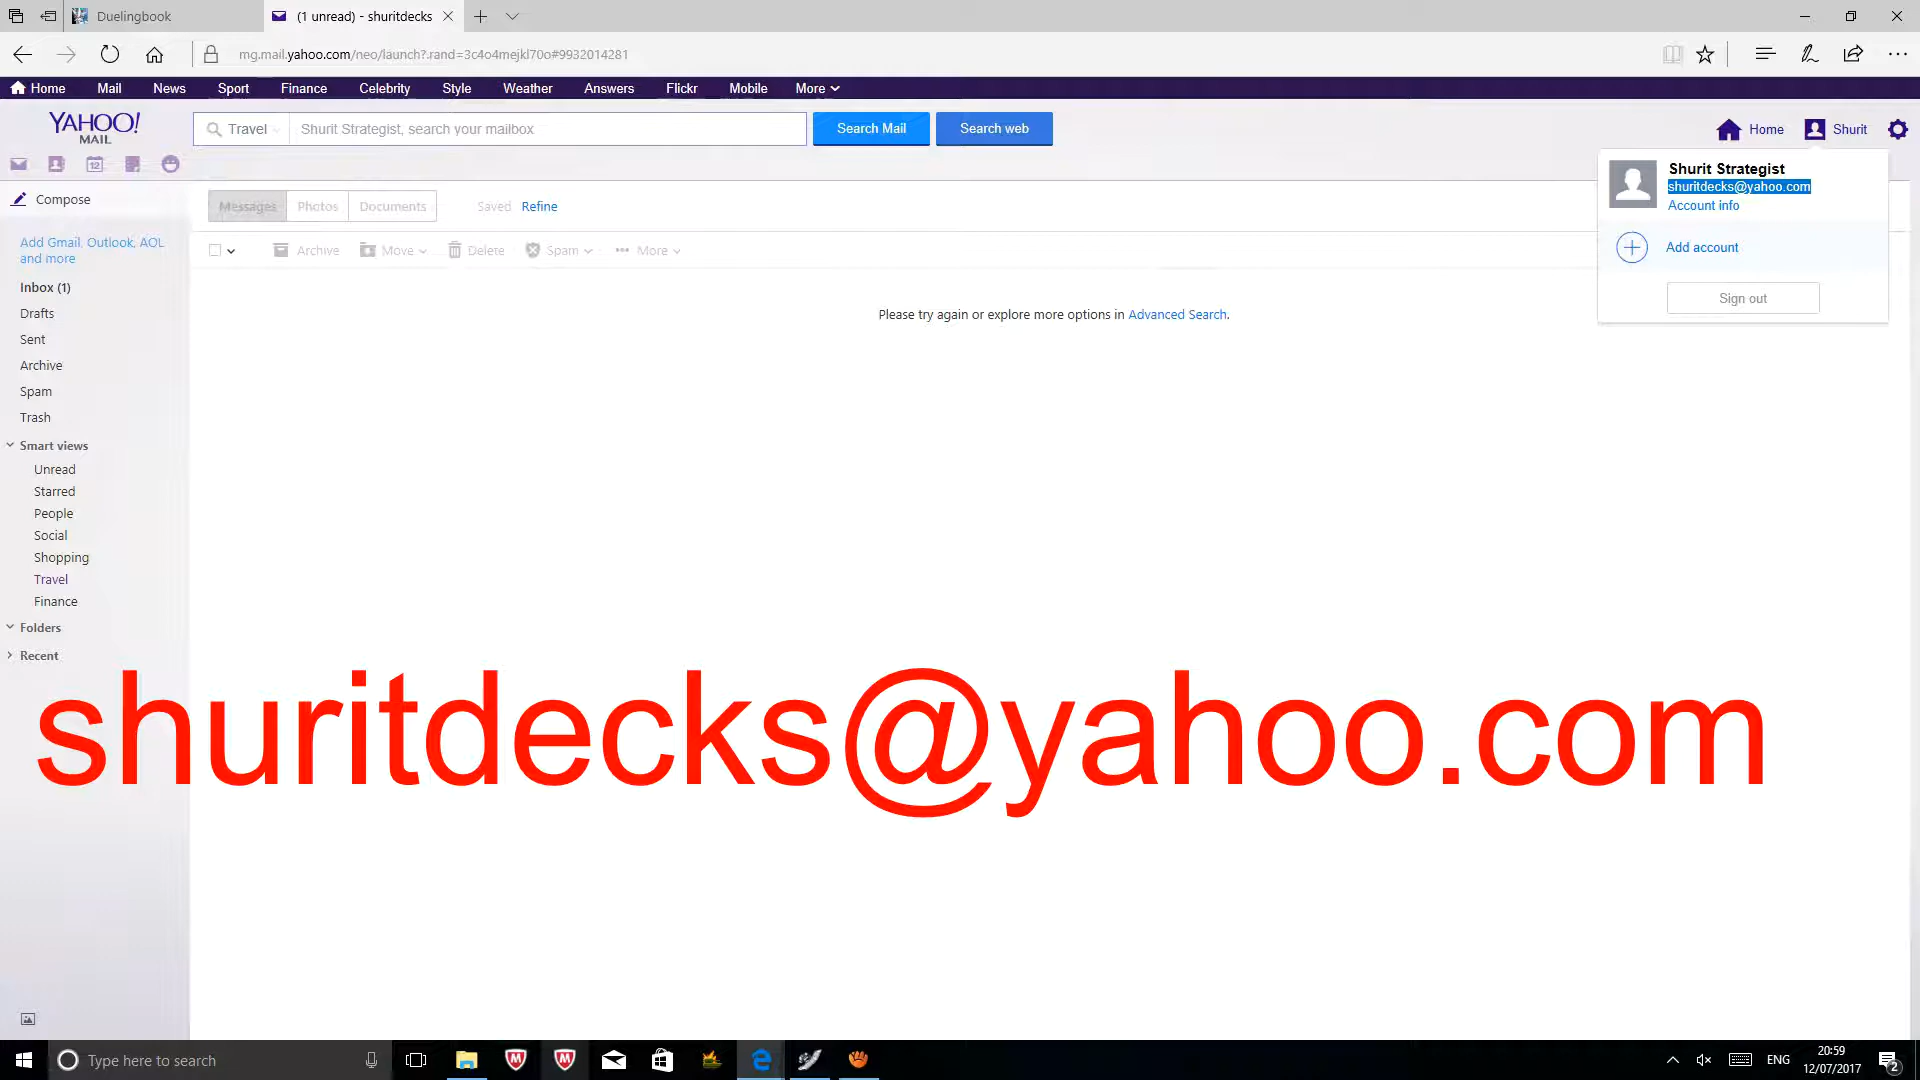 Duelingbook
(1 unread) - shuritdecks
mg.mail.yahoo.com/neo/launch?.rand=3c4o4mejkl70o#9932014281
Home Mail News Sport Finance Celebrity Style Weather Answers Flickr Mobile More
YAHOO!
MAIL
Travel
Shurit Strategist, search your mailbox
Search Mail
Search web
Home
Shurit
12
Shurit Strategist
shuritdecks@yahoo.com
Account info
Add account
Sign out
Compose
Messages Photos Documents Saved Refine
Archive Move Delete Spam More
Please try again or explore more options in Advanced Search.
Add Gmail, Outlook, AOL
and more
Inbox (1)
Drafts
Sent
Archive
Spam
Trash
Smart views
Unread
Starred
People
Social
Shopping
Travel
Finance
Folders
Recent
shuritdecks@yahoo.com
Type here to search
ENG
20:59
12/07/2017
2